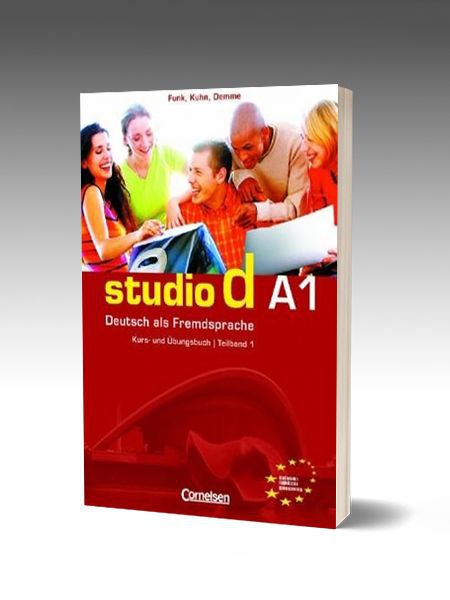 Funk, Kuhn, Demme
studio d A1
Deutsch als Fremdsprache
Kurs- und Übungsbuch | Teilband 1
Cornelsen